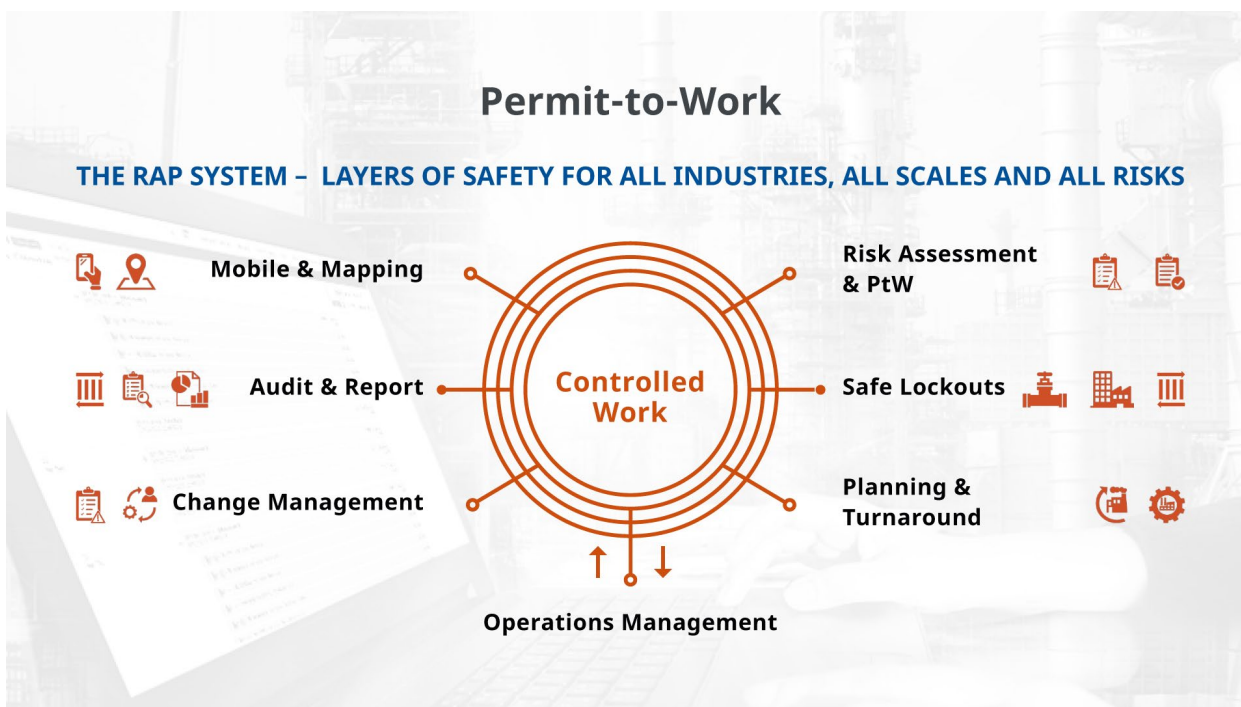 Permit-to-Work
THE RAP SYSTEM – LAYERS OF SAFETY FOR ALL INDUSTRIES, ALL SCALES AND ALL RISKS
Mobile & Mapping
Audit & Report
Change Management
Controlled
Work
Risk Assessment
& PtW
Safe Lockouts
Planning &
Turnaround
Operations Management